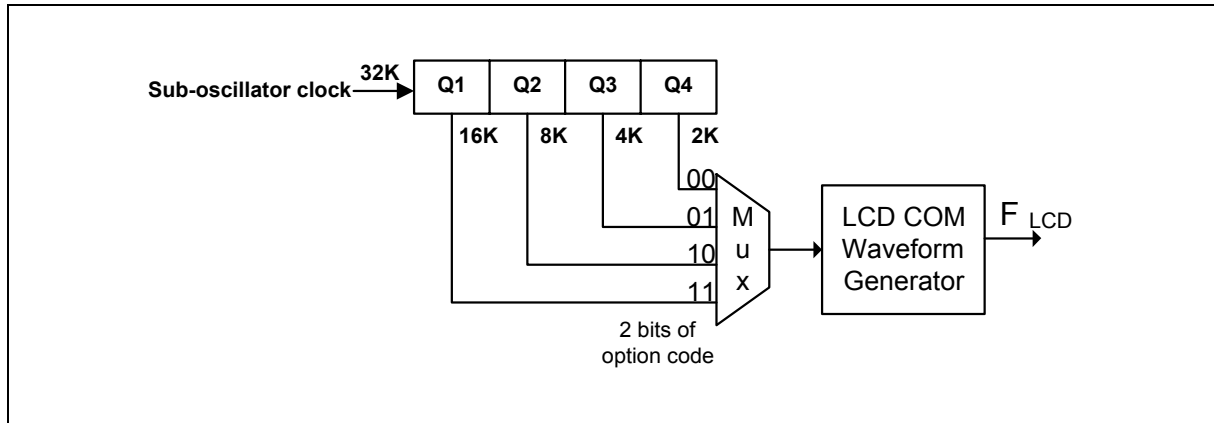 32K
Sub-oscillator clock
Q1 Q2 Q3 Q4
16K 8K 4K 2K
00
01
10
11
M
u
x
2 bits of
option code
LCD COM
Waveform
Generator
F LCD